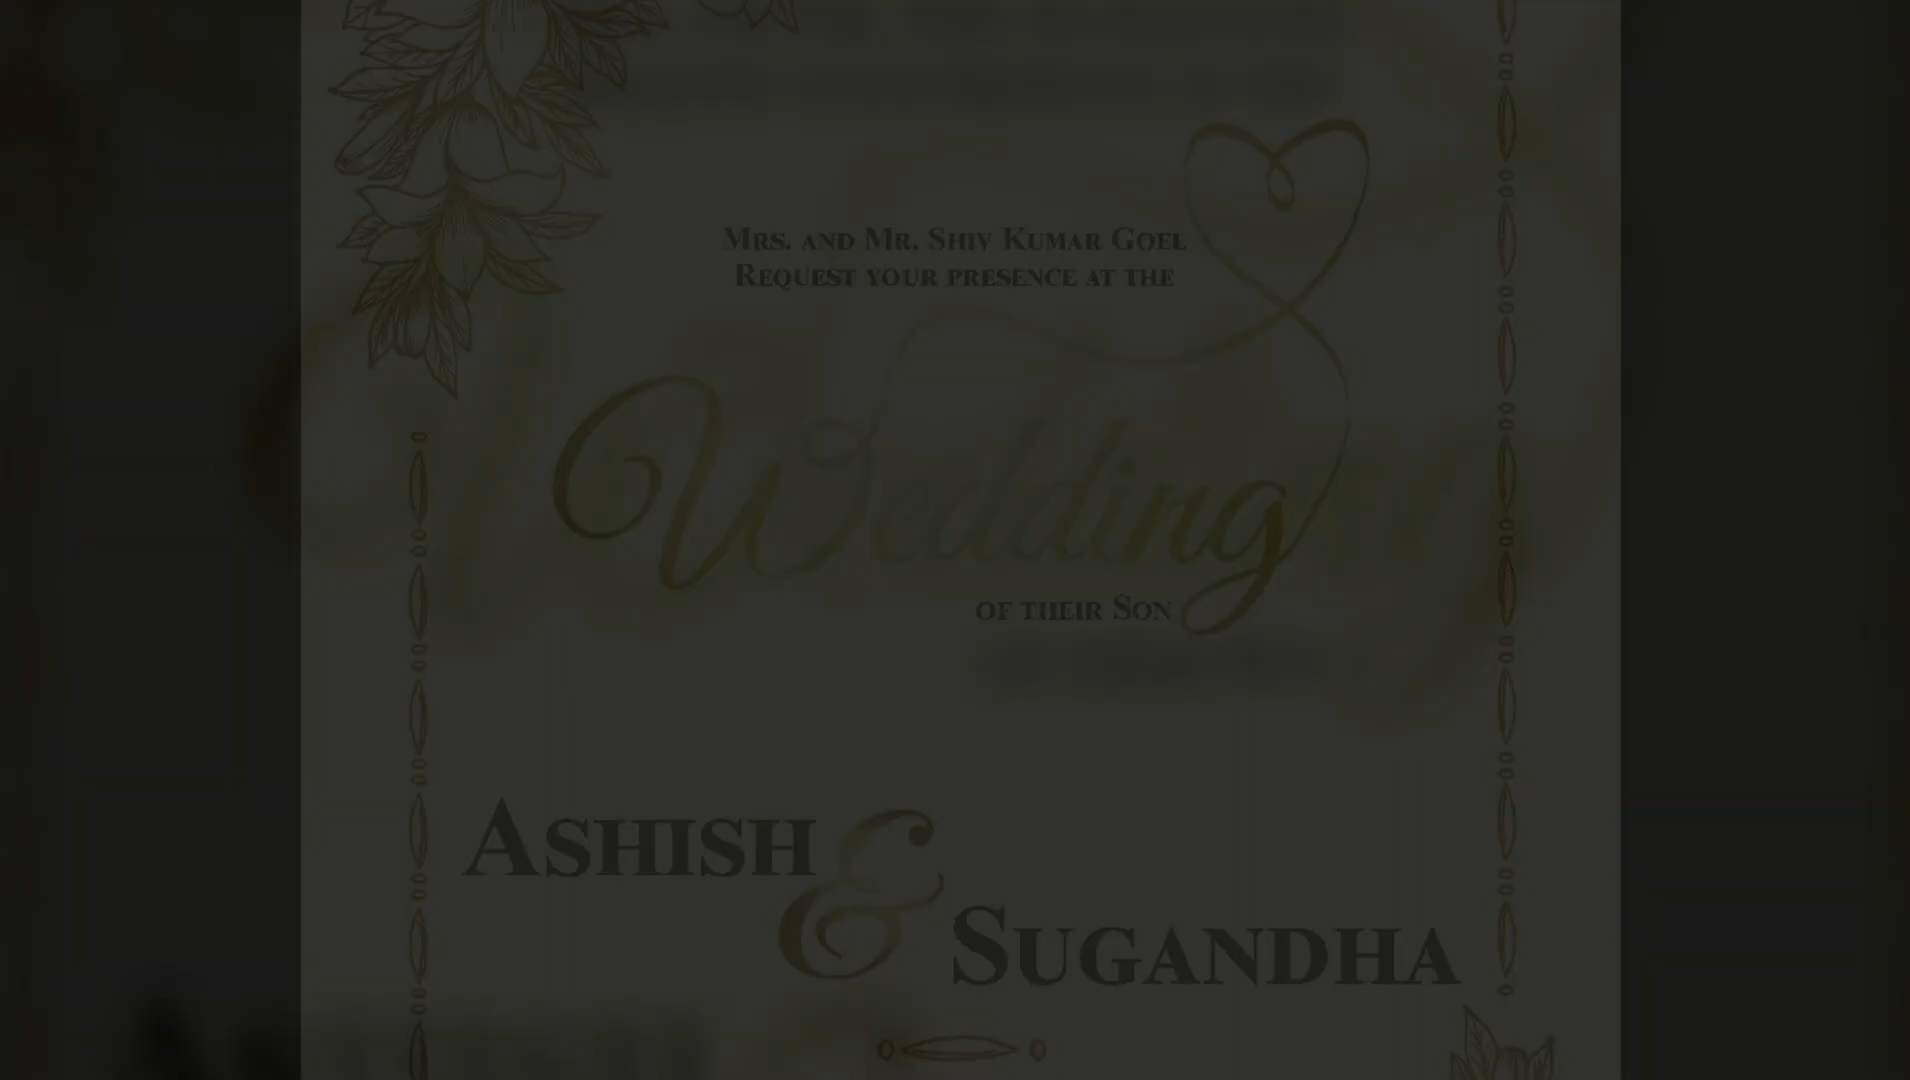 Mrs. and Mr. Shiv Kumar Goel
Request your presence at the
Wedding
of their Son
Ashish
&
Sugandha